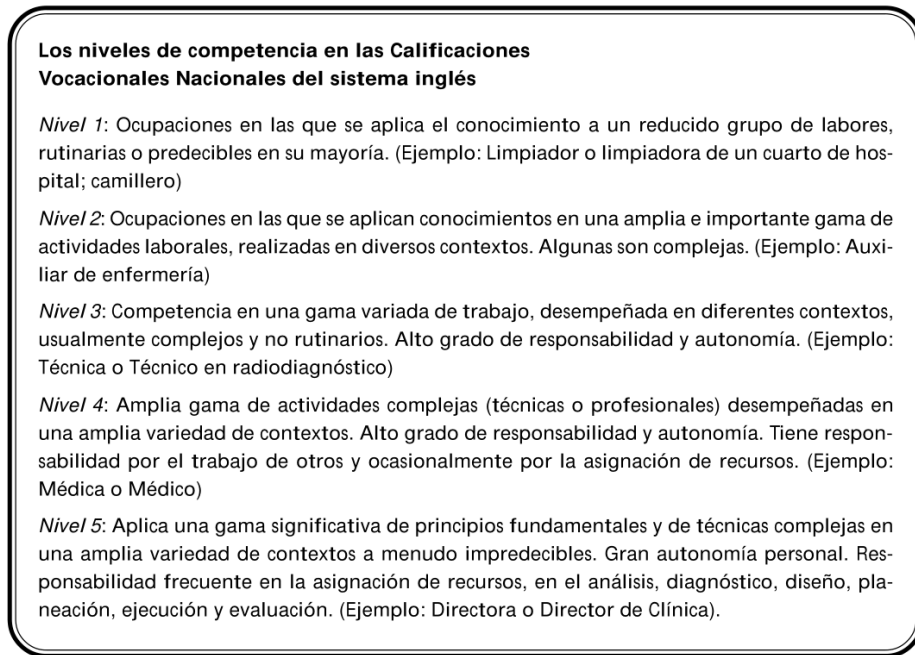 Los niveles de competencia en las Calificaciones
Vocacionales Nacionales del sistema inglés
Nivel 1: Ocupaciones en las que se aplica el conocimiento a un reducido grupo de labores,
rutinarias o predecibles en su mayoría. (Ejemplo: Limpiador o limpiadora de un cuarto de hos-
pital; camillero)
Nivel 2: Ocupaciones en las que se aplican conocimientos en una amplia e importante gama de
actividades laborales, realizadas en diversos contextos. Algunas son complejas. (Ejemplo: Auxi-
liar de enfermería)
Nivel 3: Competencia en una gama variada de trabajo, desempeñada en diferentes contextos,
usualmente complejos y no rutinarios. Alto grado de responsabilidad y autonomía. (Ejemplo:
Técnica o Técnico en radiodiagnóstico)
Nivel 4: Amplia gama de actividades complejas (técnicas o profesionales) desempeñadas en
una amplia variedad de contextos. Alto grado de responsabilidad y autonomía. Tiene respon-
sabilidad por el trabajo de otros y ocasionalmente por la asignación de recursos. (Ejemplo:
Médica o Médico)
Nivel 5: Aplica una gama significativa de principios fundamentales y de técnicas complejas en
una amplia variedad de contextos a menudo impredecibles. Gran autonomía personal. Res-
ponsabilidad frecuente en la asignación de recursos, en el análisis, diagnóstico, diseño, pla-
neación, ejecución y evaluación. (Ejemplo: Directora o Director de Clínica).